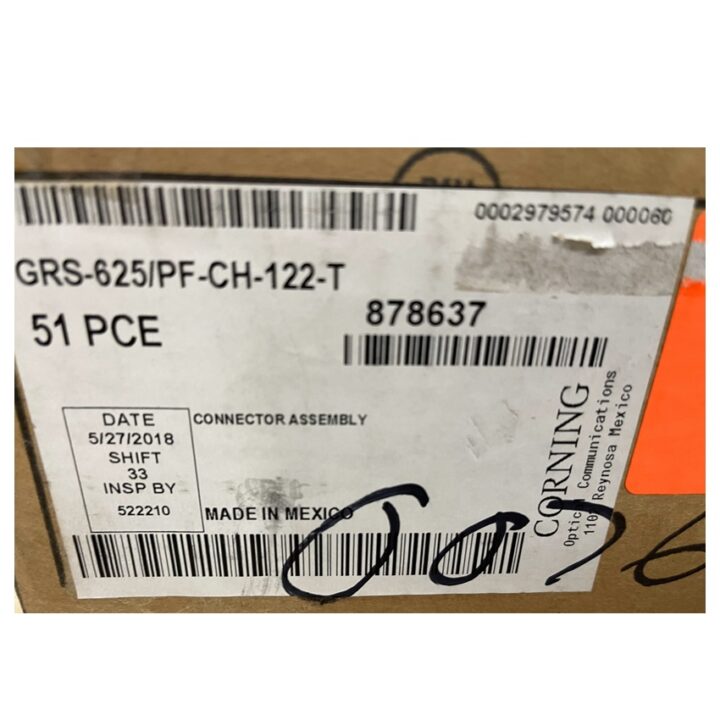 0002979574 000060
GRS-625/PF-CH-122-T
51 PCE
878637
DATE
5/27/2018
SHIFT
33
INSP BY
522210
CONNECTOR ASSEMBLY
MADE IN MEXICO
CORNING
Optical Communications
Reynosa Mexico